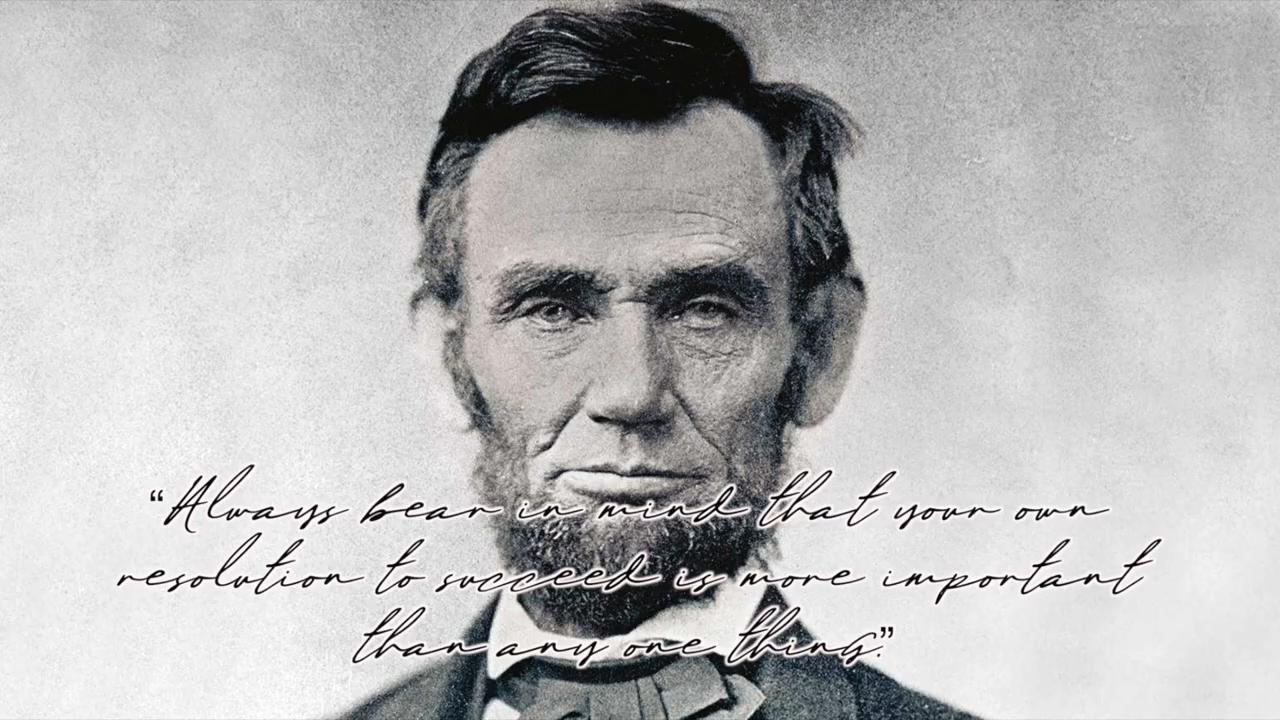 “Always bear in mind that your own
resolution to succeed is more important
than any one thing.”